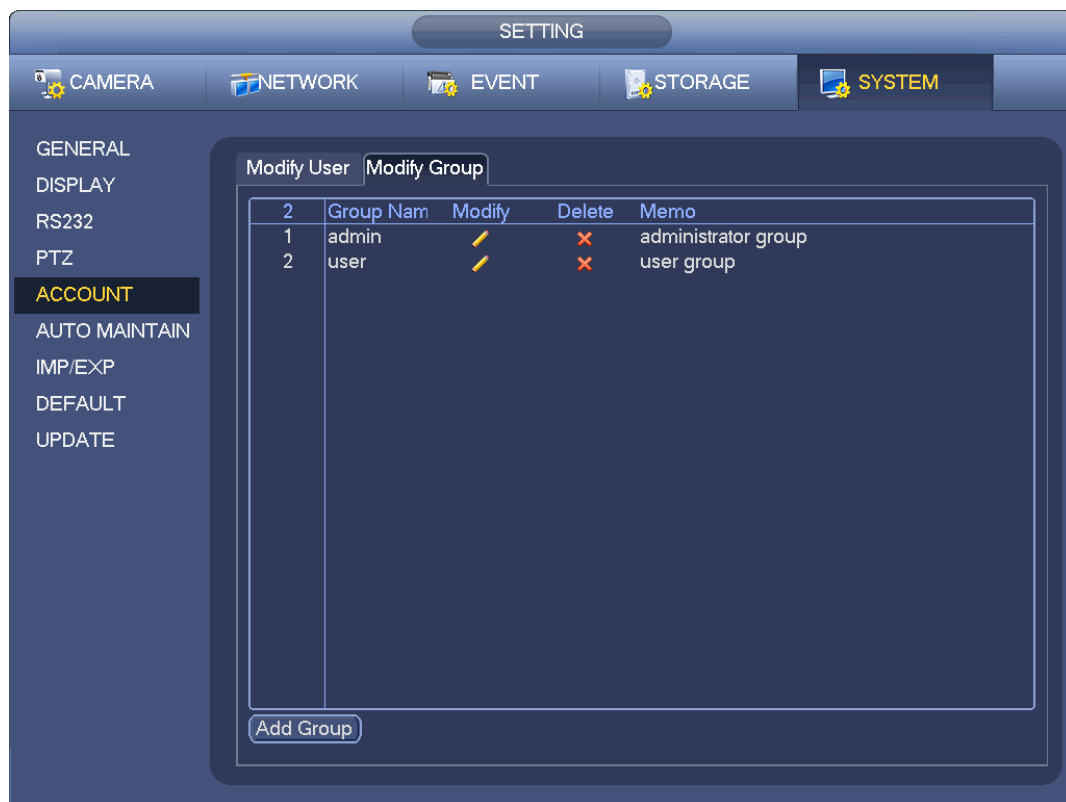 SETTING
CAMERA NETWORK EVENT STORAGE SYSTEM
GENERAL
DISPLAY
RS232
PTZ
ACCOUNT
AUTO MAINTAIN
IMP/EXP
DEFAULT
UPDATE
Modify User Modify Group
2 Group Nam Modify Delete Memo
1 admin administrator group
2 user user group
Add Group